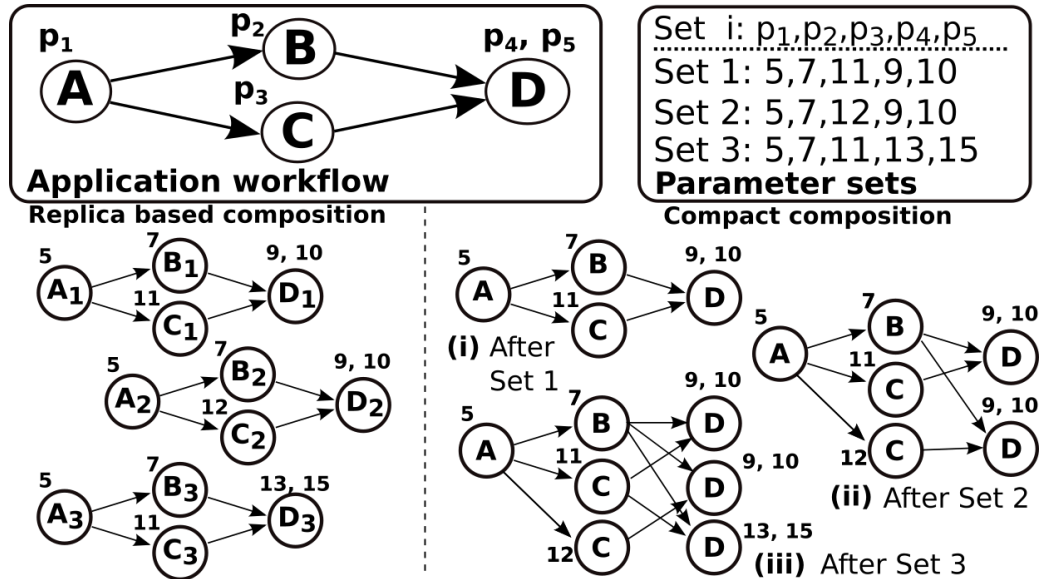 p1
p2
p4, p5
A
B
D
p3
C
Application workflow
Set i: p1,p2,p3,p4,p5
Set 1: 5,7,11,9,10
Set 2: 5,7,12,9,10
Set 3: 5,7,11,13,15
Parameter sets
Replica based composition
5
7
9, 10
A1
B1
D1
11
C1
5
7
9, 10
A2
B2
D2
12
C2
5
7
13, 15
A3
B3
D3
11
C3
Compact composition
5
7
9, 10
A
B
D
11
C
(i) After
Set 1
5
7
9, 10
A
B
D
11
C
9, 10
D
12
C
(ii) After Set 2
5
7
9, 10
A
B
D
11
C
9, 10
D
12
C
D
13, 15
(iii) After Set 3